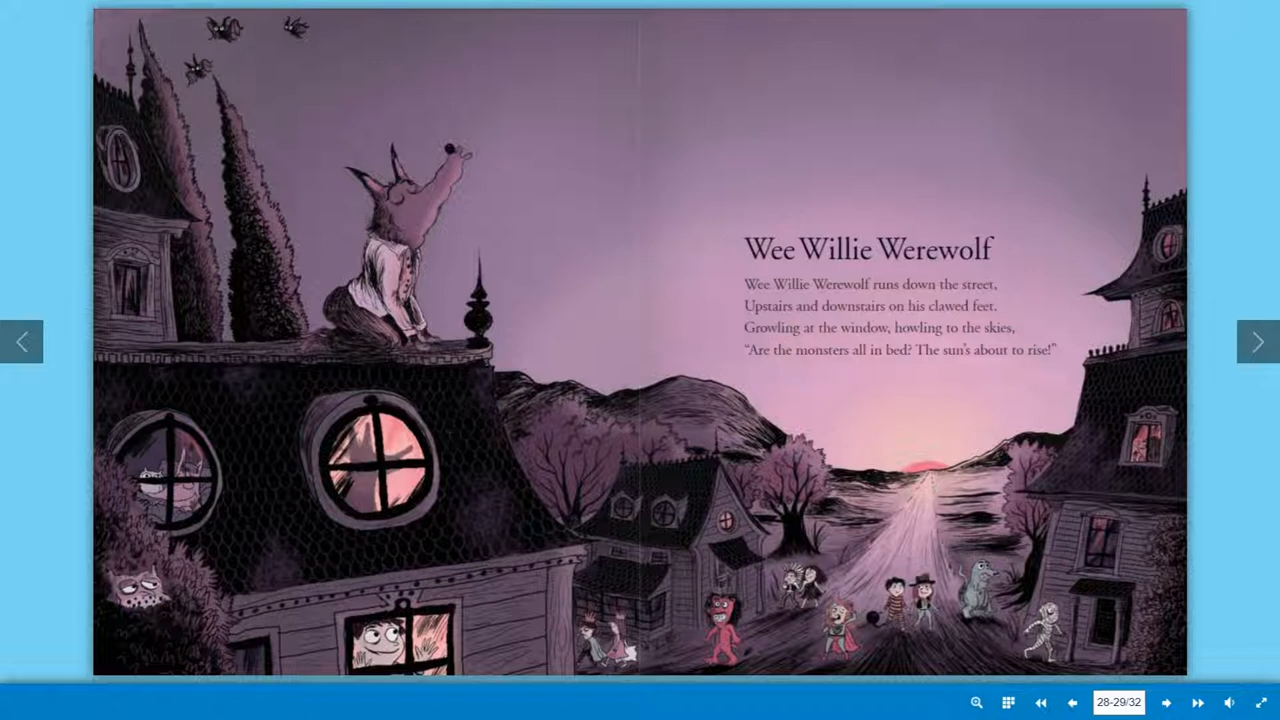 Wee Willie Werewolf
Wee Willie Werewolf runs down the street,
Upstairs and downstairs on his clawed feet.
Growling at the window, howling to the skies,
“Are the monsters all in bed? The sun’s about to rise!”
28-29/32